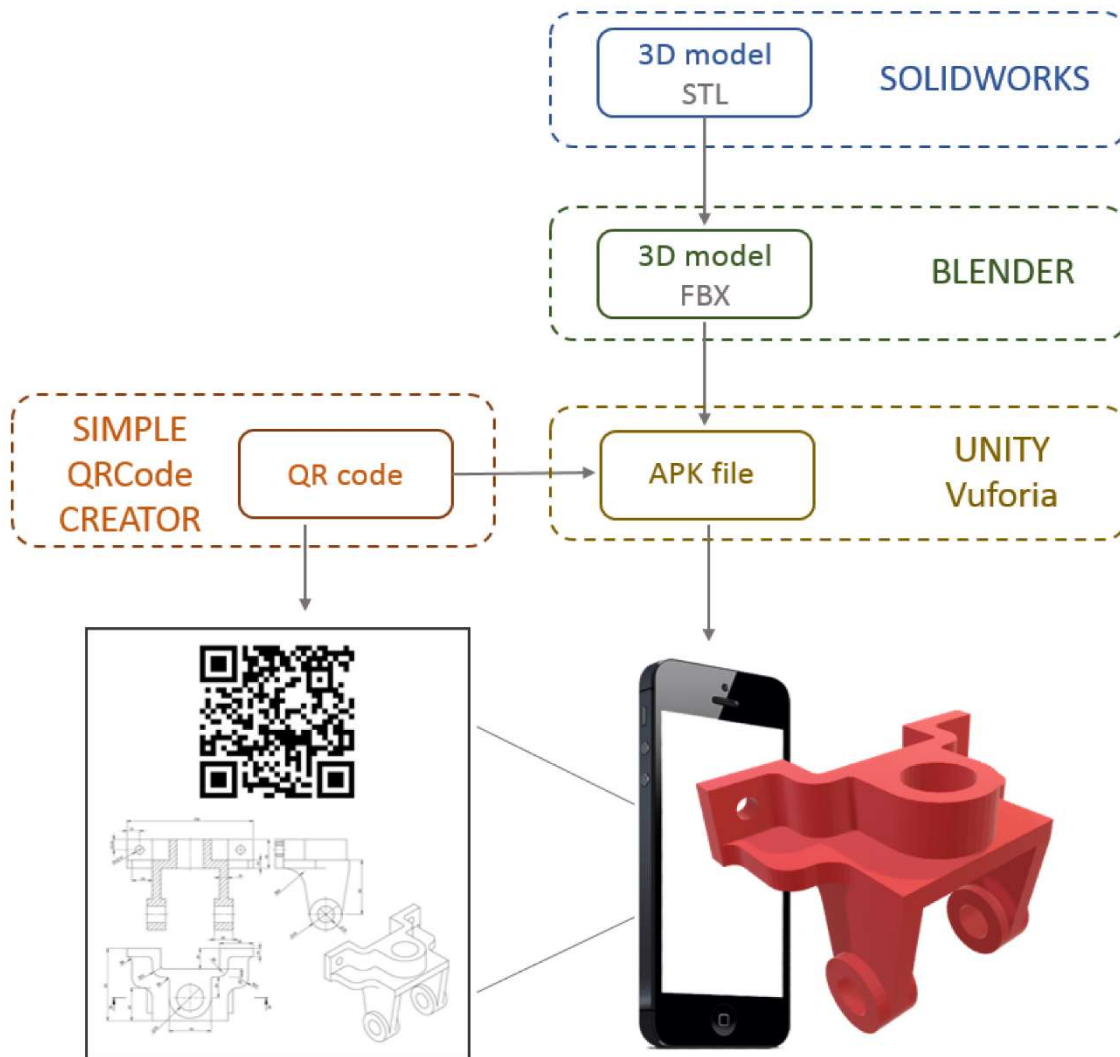 3D model
STL
SOLIDWORKS
3D model
FBX
BLENDER
SIMPLE
QRCode
CREATOR
QR code
APK file
UNITY
Vuforia